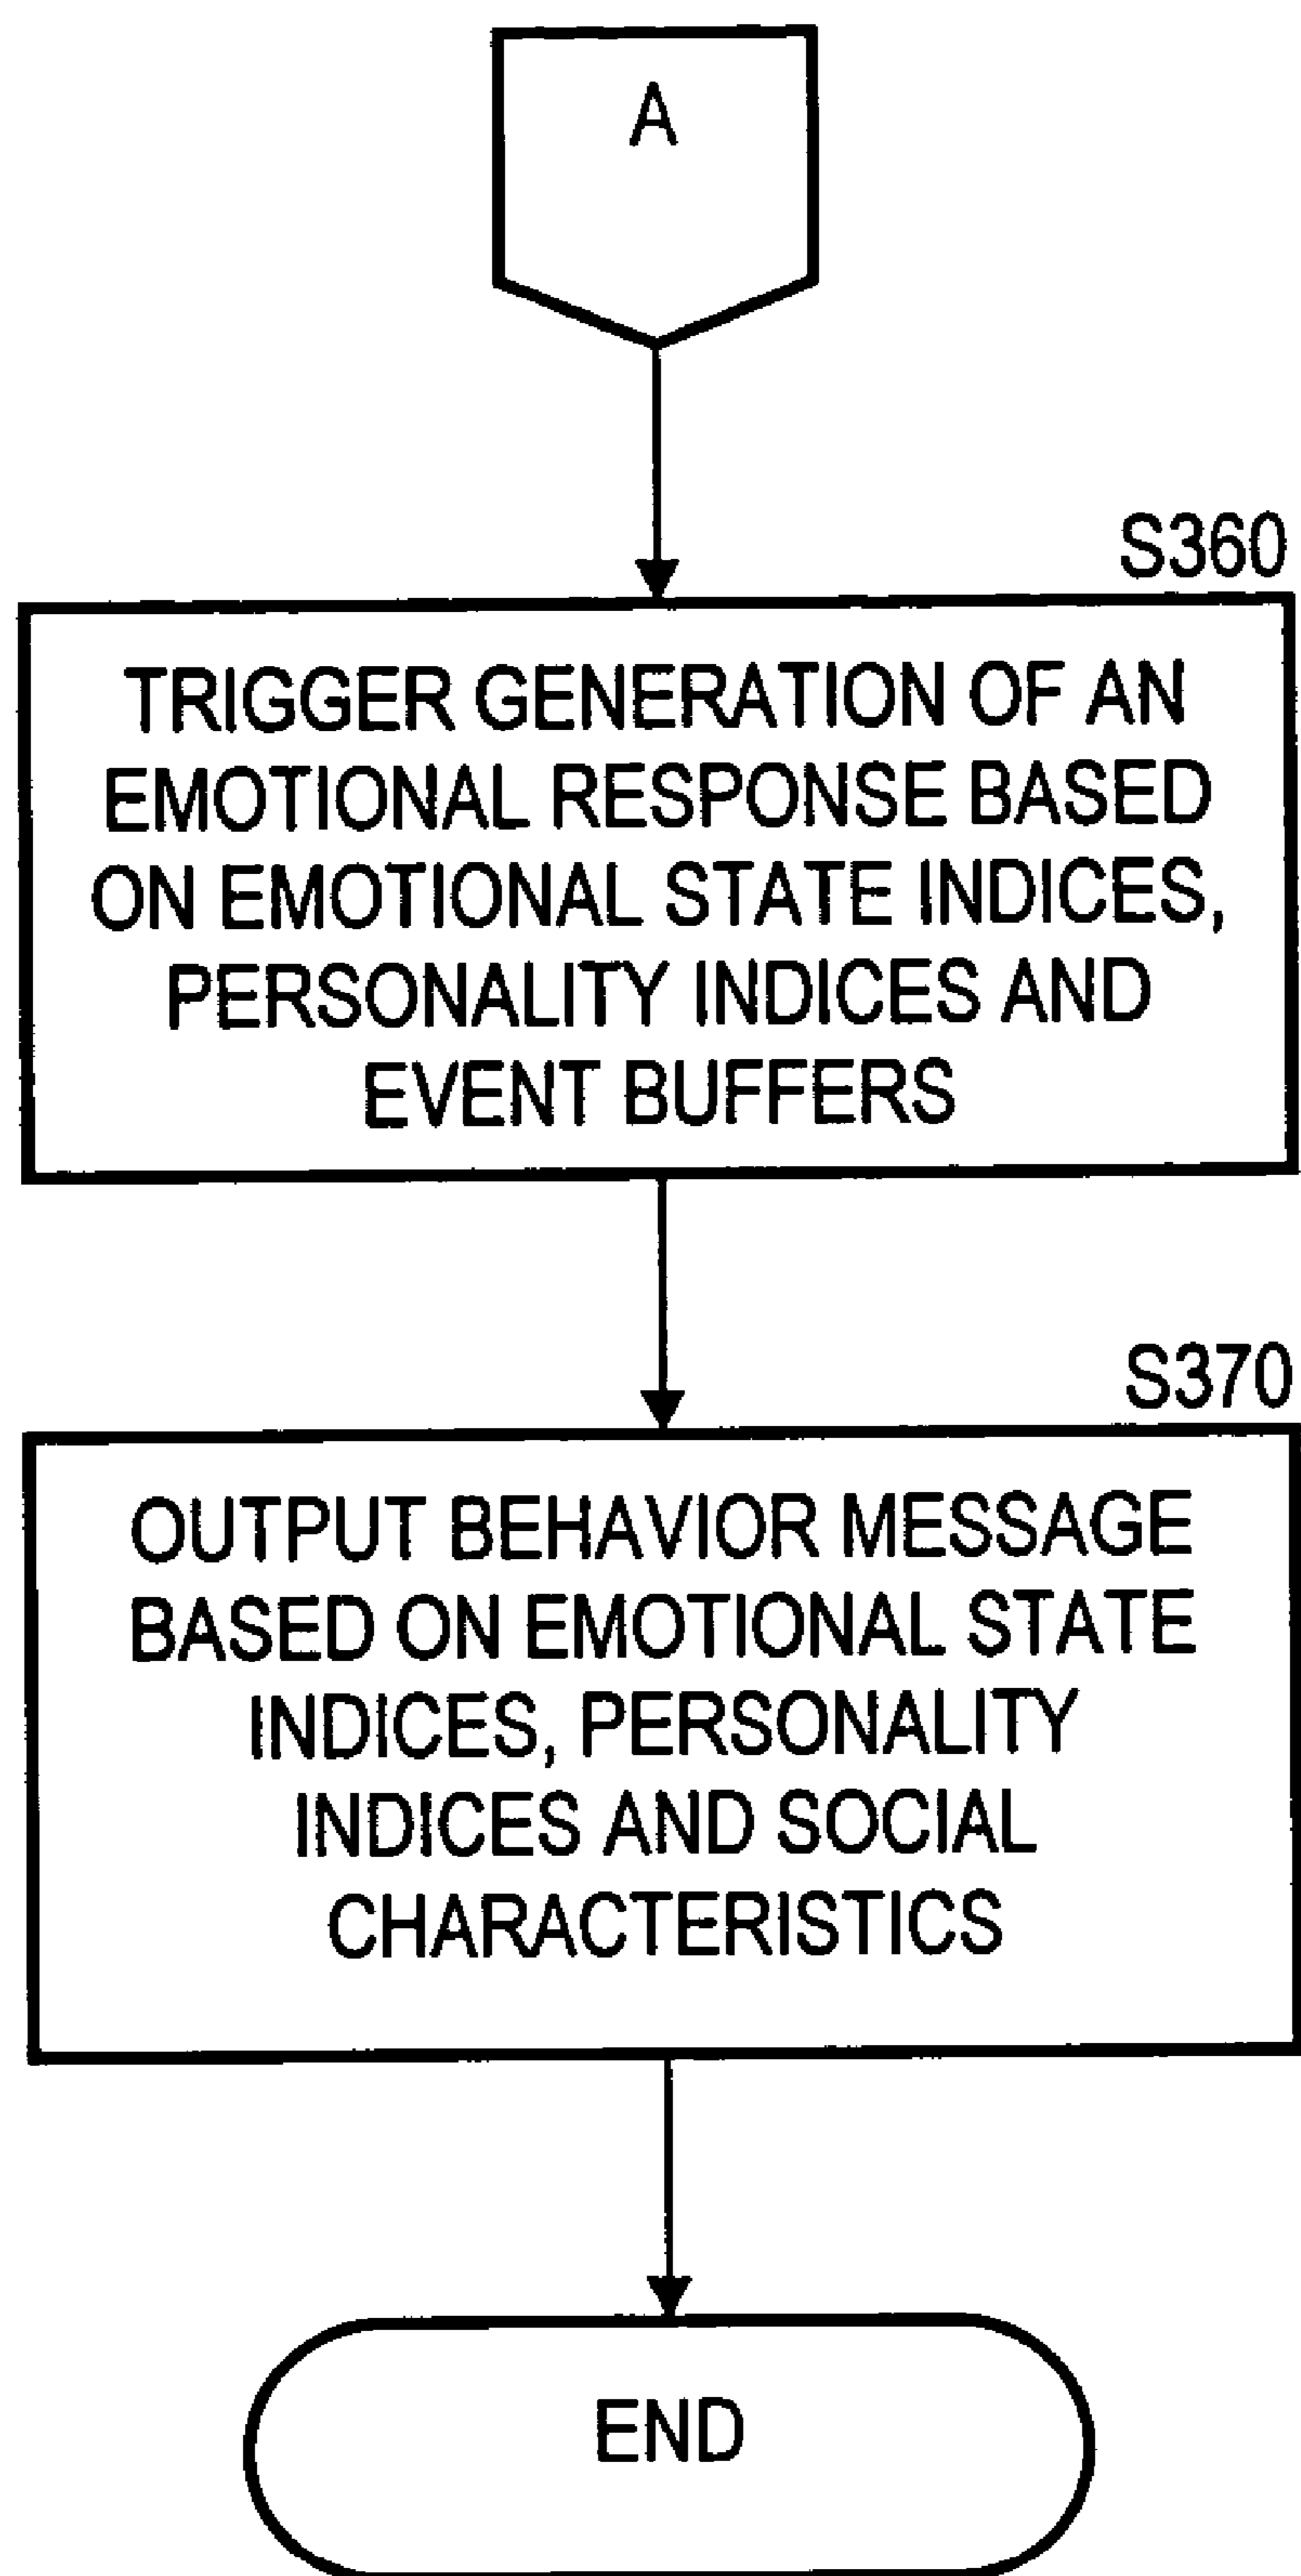 A
S360
TRIGGER GENERATION OF AN
EMOTIONAL RESPONSE BASED
ON EMOTIONAL STATE INDICES,
PERSONALITY INDICES AND
EVENT BUFFERS
S370
OUTPUT BEHAVIOR MESSAGE
BASED ON EMOTIONAL STATE
INDICES, PERSONALITY
INDICES AND SOCIAL
CHARACTERISTICS
END